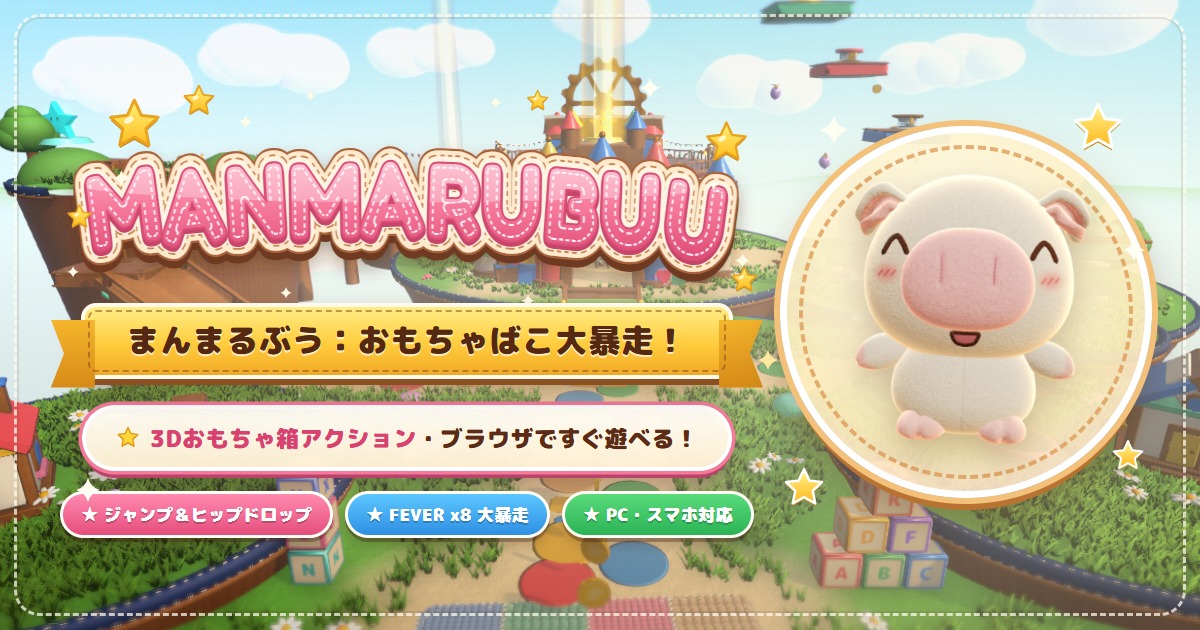 MANMARUBUU
まんまるぶう：おもちゃばこ大暴走！
3Dおもちゃ箱アクション・ブラウザですぐ遊べる！
★ ジャンプ＆ヒップドロップ
★ FEVER x8 大暴走
★ PC・スマホ対応
N
D F
A B C